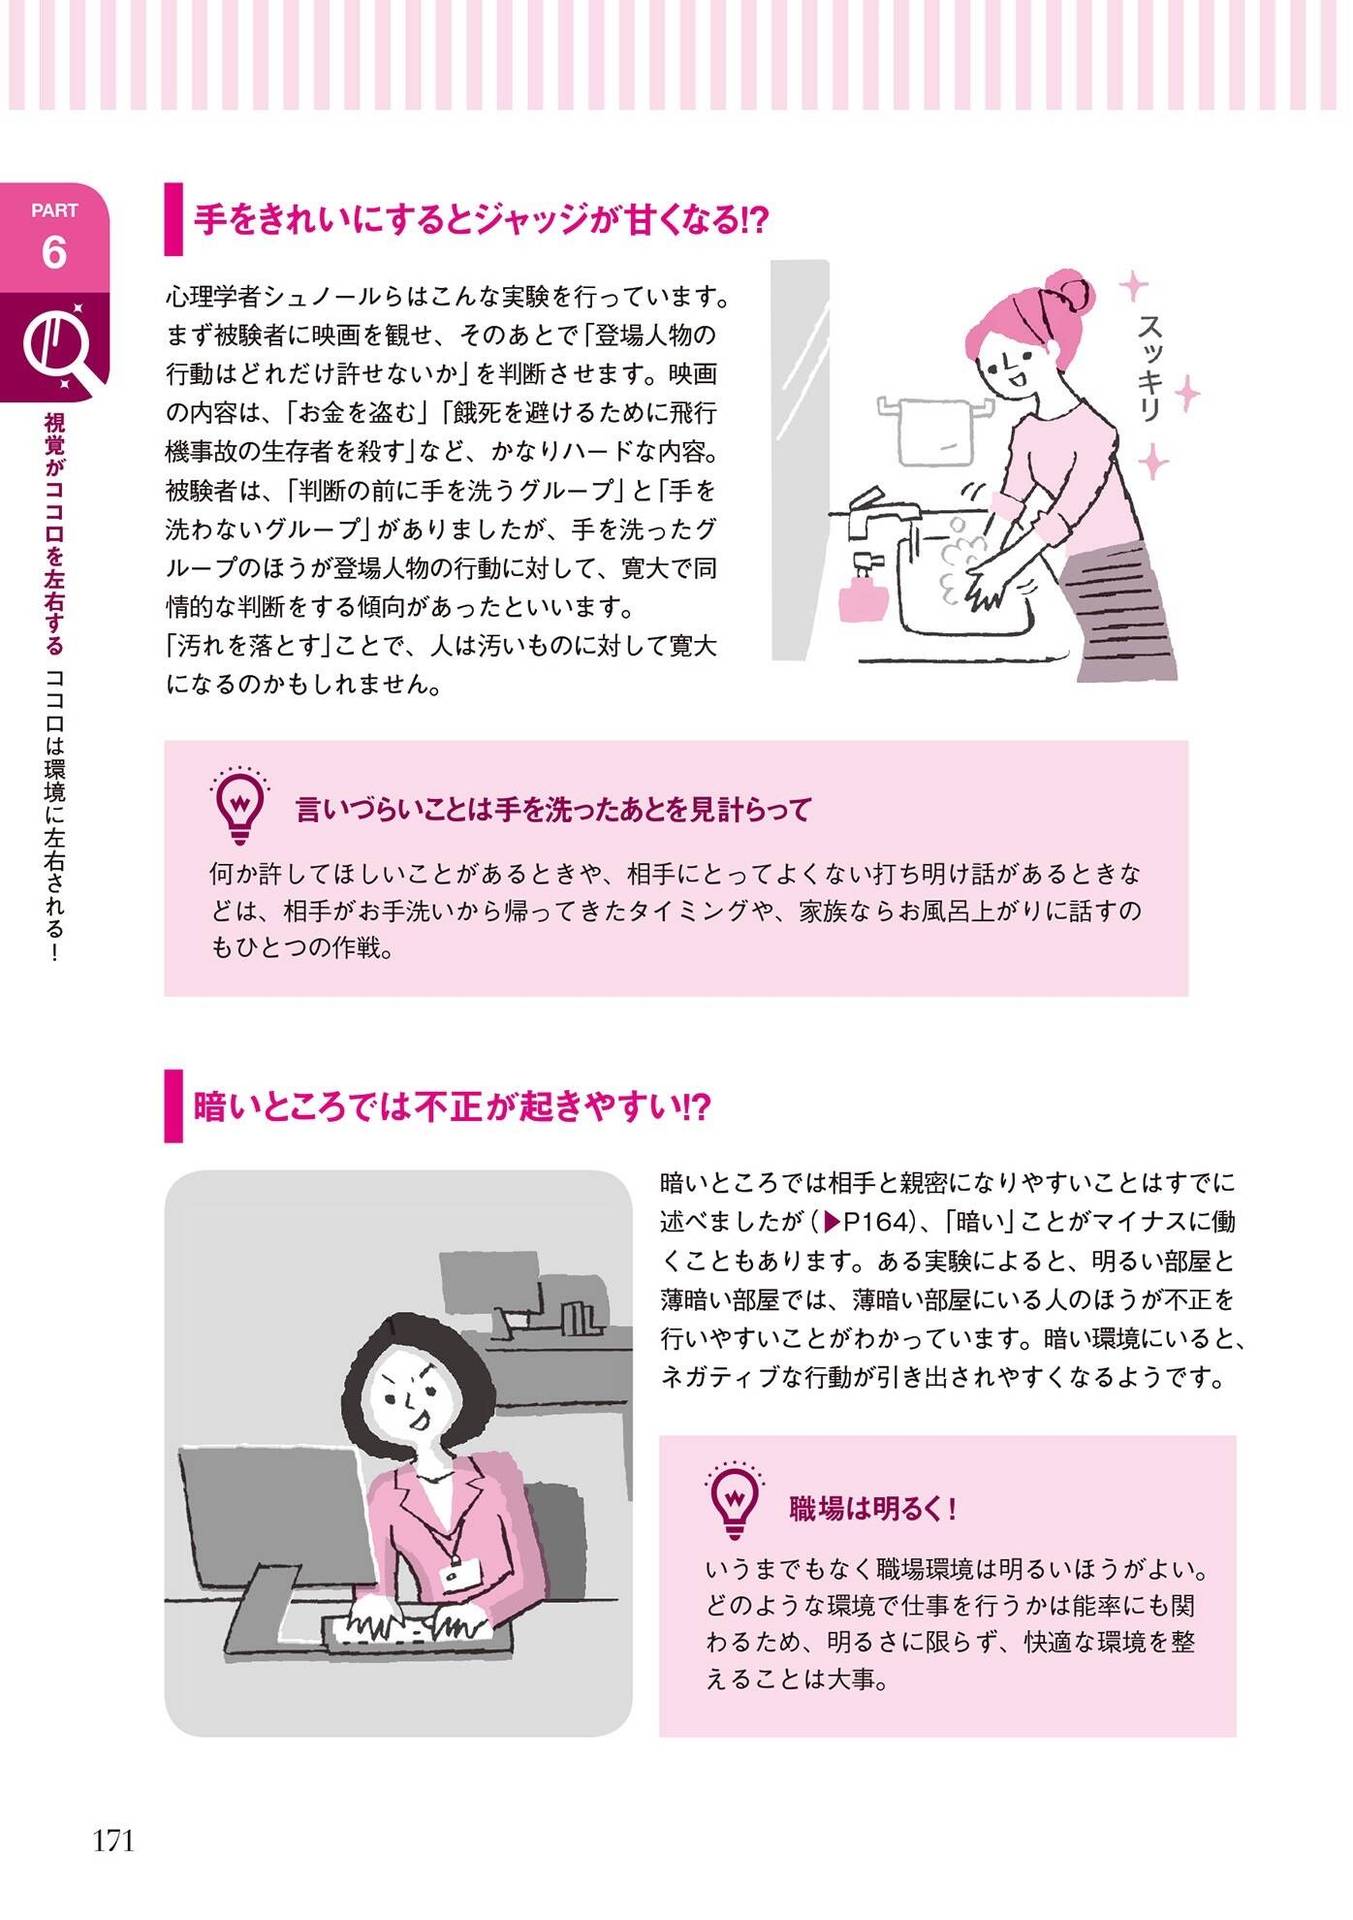 PART
6
視覚がココロを左右する ココロは環境に左右される！
手をきれいにするとジャッジが甘くなる!?
心理学者シュノールらはこんな実験を行っています。
まず被験者に映画を観せ、そのあとで「登場人物の
行動はどれだけ許せないか」を判断させます。映画
の内容は、「お金を盗む」「餓死を避けるために飛行
機事故の生存者を殺す」など、かなりハードな内容。
被験者は、「判断の前に手を洗うグループ」と「手を
洗わないグループ」がありましたが、手を洗ったグ
ループのほうが登場人物の行動に対して、寛大で同
情的な判断をする傾向があったといいます。
「汚れを落とす」ことで、人は汚いものに対して寛大
になるのかもしれません。
スッキリ
言いづらいことは手を洗ったあとを見計らって
何か許してほしいことがあるときや、相手にとってよくない打ち明け話があるときな
どは、相手がお手洗いから帰ってきたタイミングや、家族ならお風呂上がりに話すの
もひとつの作戦。
暗いところでは不正が起きやすい!?
暗いところでは相手と親密になりやすいことはすでに
述べましたが（▶P164）、「暗い」ことがマイナスに働
くこともあります。ある実験によると、明るい部屋と
薄暗い部屋では、薄暗い部屋にいる人のほうが不正を
行いやすいことがわかっています。暗い環境にいると、
ネガティブな行動が引き出されやすくなるようです。
職場は明るく！
いうまでもなく職場環境は明るいほうがよい。
どのような環境で仕事を行うかは能率にも関
わるため、明るさに限らず、快適な環境を整
えることは大事。
171